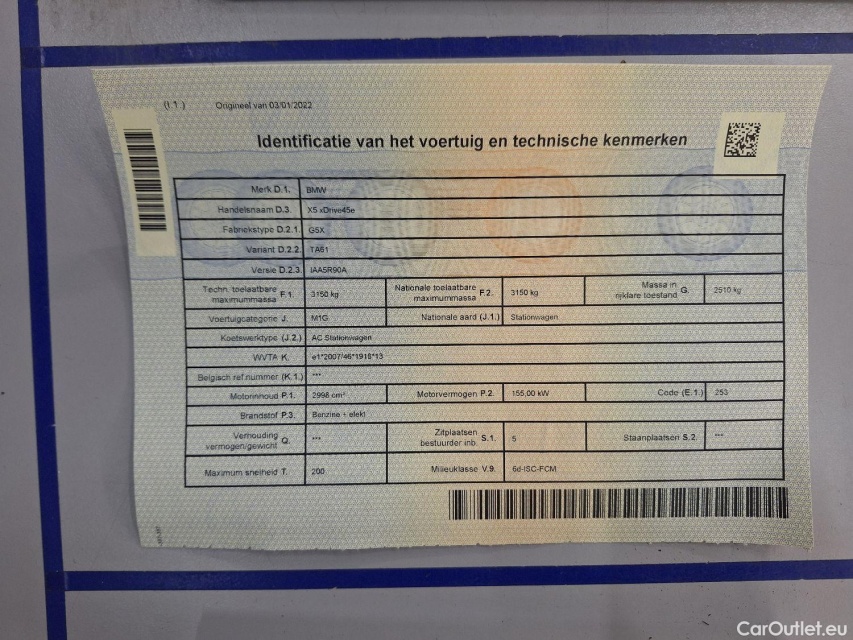 (I.1) Origineel van 03/01/2022
Identificatie van het voertuig en technische kenmerken
Merk D.1. BMW
Handelsnaam D.3. X5 xDrive45e
Fabriekstype D.2.1. G5X
Variant D.2.2. TA61
Versie D.2.3. IAA5R90A
Techn. toelaatbare maximummassa F.1. 3150 kg Nationale toelaatbare maximummassa F.2. 3150 kg Massa in rijklare toestand G. 2510 kg
Voertuigcategorie J. M1G Nationale aard (J.1.) Stationwagen
Koetswerktype (J.2.) AC Stationwagen
WVTA K. e1*2007/46*1918*13
Belgisch ref.nummer (K.1.) ***
Motorinhoud P.1. 2998 cm³ Motorvermogen P.2. 155,00 kW Code (E.1.) 253
Brandstof P.3. Benzine + elekt
Verhouding vermogen/gewicht Q. *** Zitplaatsen bestuurder inb. S.1. 5 Staanplaatsen S.2. ***
Maximum snelheid T. 200 Milieuklasse V.9. 6d-ISC-FCM
CarOutlet.eu